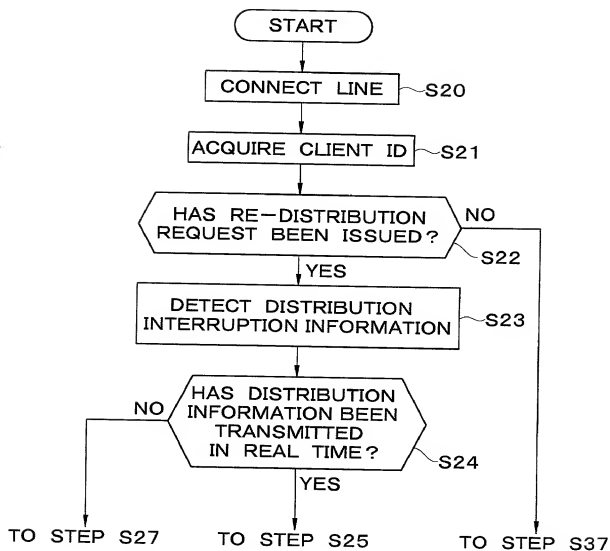 START
CONNECT LINE
S20
ACQUIRE CLIENT ID
S21
HAS RE-DISTRIBUTION
REQUEST BEEN ISSUED?
NO
S22
YES
DETECT DISTRIBUTION
INTERRUPTION INFORMATION
S23
HAS DISTRIBUTION
INFORMATION BEEN
TRANSMITTED
IN REAL TIME?
NO
S24
YES
TO STEP S27
TO STEP S25
TO STEP S37